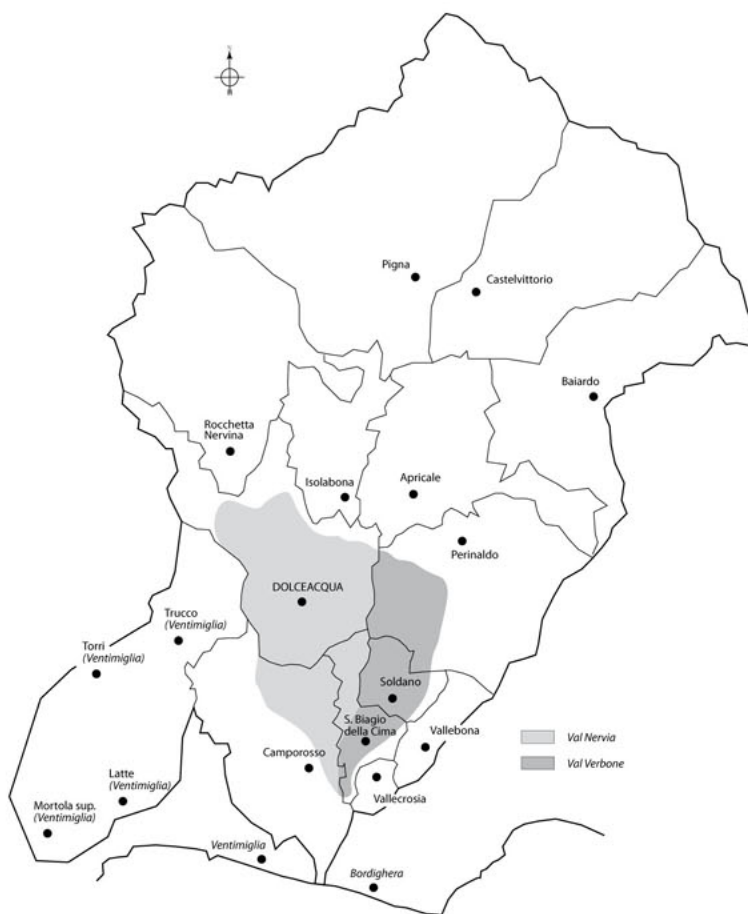 Pigna
Castelvittorio
Baiardo
Rocchetta
Nervina
Isolabona
Apricale
Perinaldo
DOLCEACQUA
Trucco
(Ventimiglia)
Torri
(Ventimiglia)
Soldano
S. Biagio
della Cima
Vallebona
Val Nervia
Val Verbone
Camporosso
Vallecrosia
Latte
(Ventimiglia)
Mortola sup.
(Ventimiglia)
Ventimiglia
Bordighera